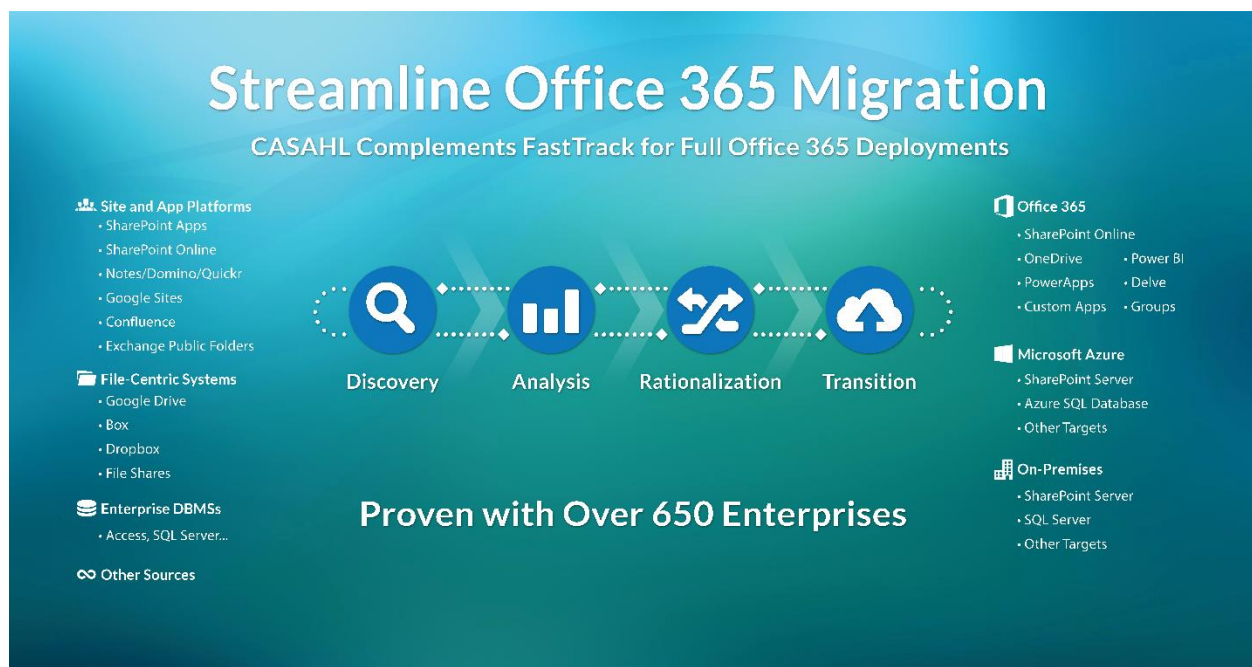 Streamline Office 365 Migration
CASAHL Complements FastTrack for Full Office 365 Deployments
Site and App Platforms
• SharePoint Apps
• SharePoint Online
• Notes/Domino/Quickr
• Google Sites
• Confluence
• Exchange Public Folders
File-Centric Systems
• Google Drive
• Box
• Dropbox
• File Shares
Enterprise DBMSs
• Access, SQL Server...
Other Sources
Discovery
Analysis
Rationalization
Transition
Proven with Over 650 Enterprises
Office 365
• SharePoint Online
• OneDrive • Power BI
• PowerApps • Delve
• Custom Apps • Groups
Microsoft Azure
• SharePoint Server
• Azure SQL Database
• Other Targets
On-Premises
• SharePoint Server
• SQL Server
• Other Targets